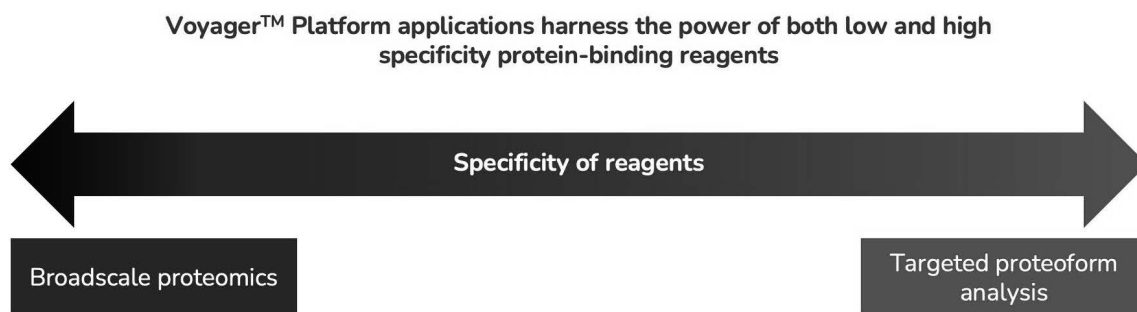 Voyager™ Platform applications harness the power of both low and high
specificity protein-binding reagents
Specificity of reagents
Broadscale proteomics
Targeted proteoform
analysis